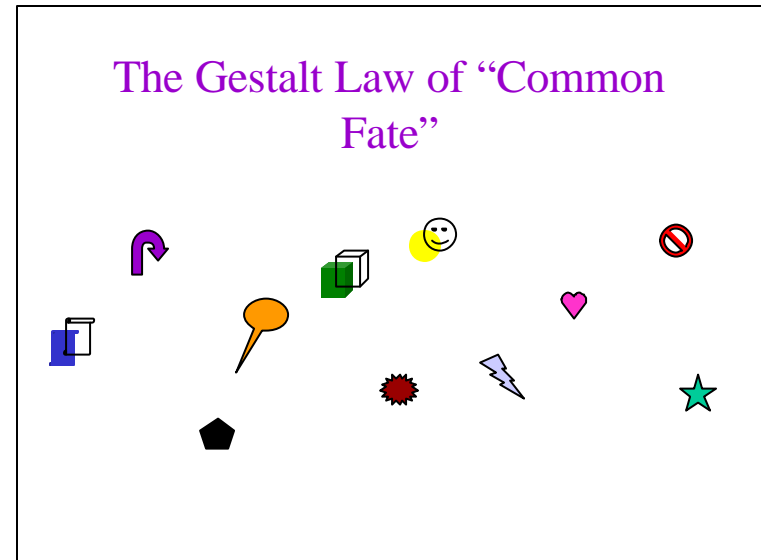 The Gestalt Law of “Common
Fate”